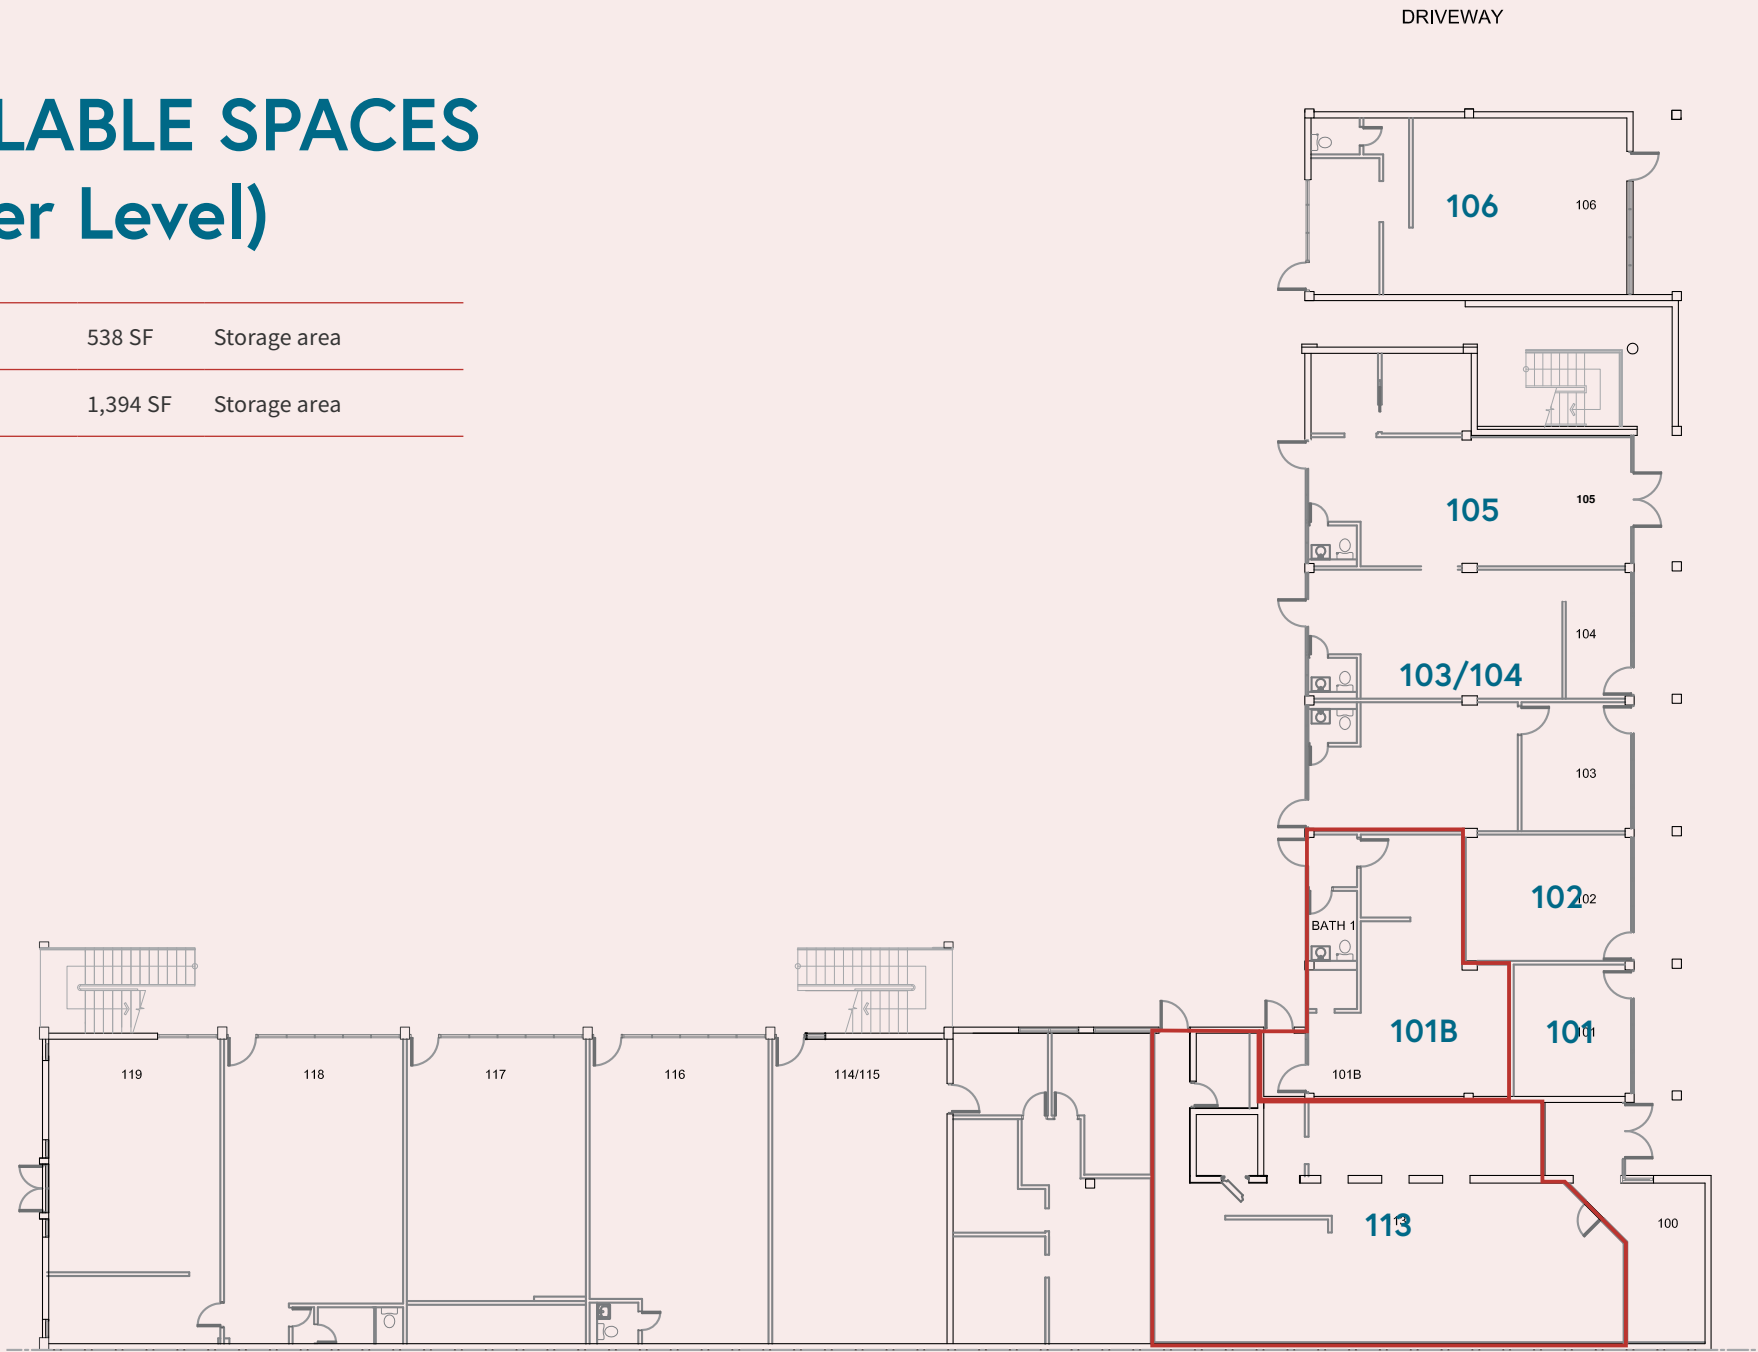 DRIVEWAY
LABLE SPACES
er Level)
538 SF Storage area
1,394 SF Storage area
106 106
105 105
104
103/104
103
102 102
BATH 1
101B 101 101
119 118 117 116 114/115 101B
113
100